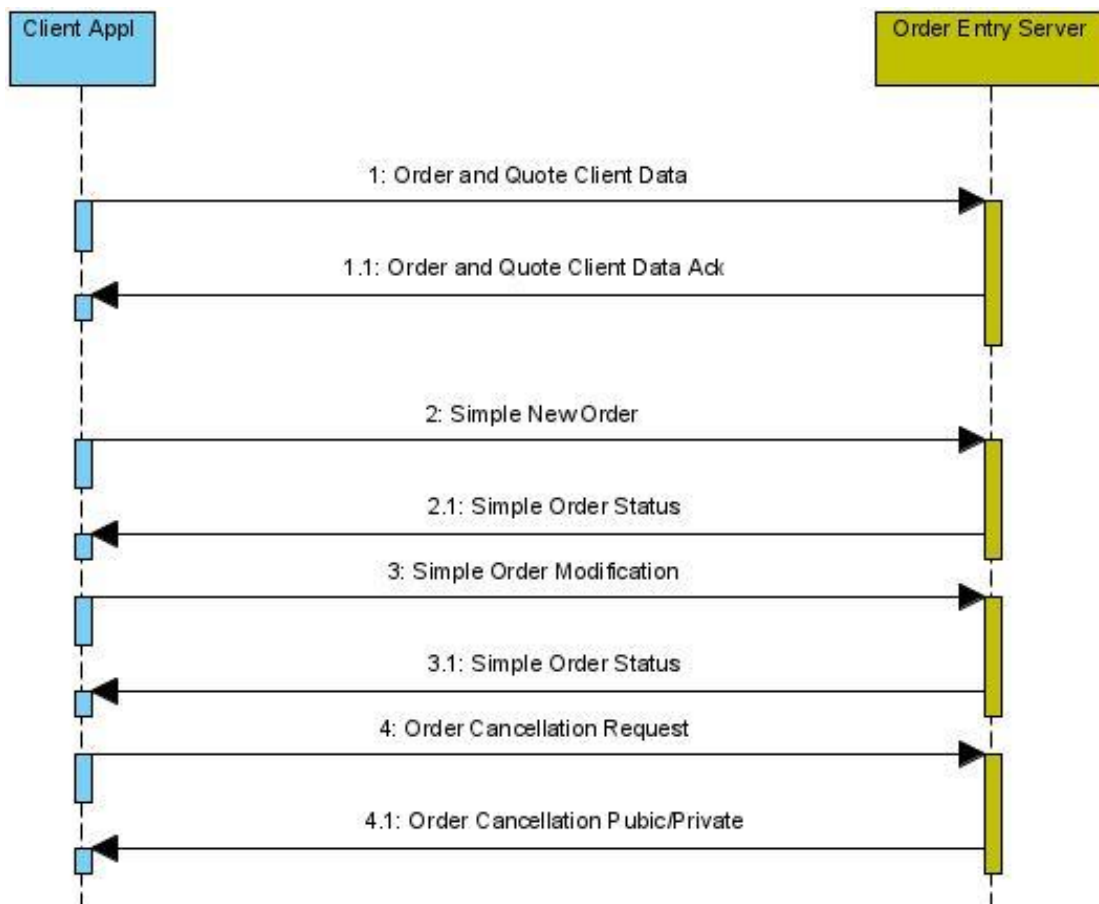 Client Appl
Order Entry Server
1: Order and Quote Client Data
1.1: Order and Quote Client Data Ack
2: Simple New Order
2.1: Simple Order Status
3: Simple Order Modification
3.1: Simple Order Status
4: Order Cancellation Request
4.1: Order Cancellation Pubic/Private